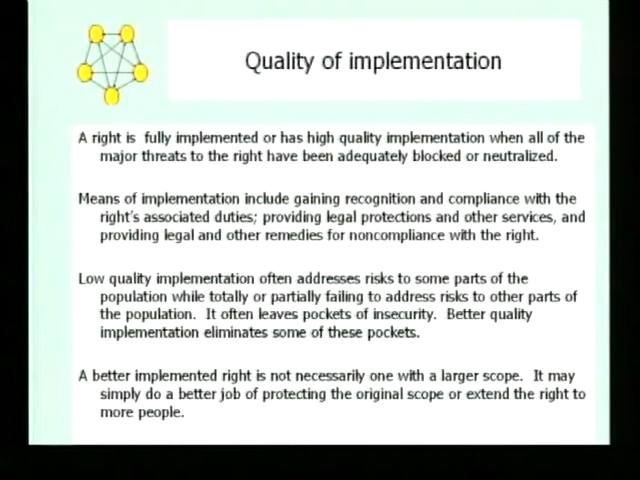 Quality of implementation
A right is fully implemented or has high quality implementation when all of the
major threats to the right have been adequately blocked or neutralized.
Means of implementation include gaining recognition and compliance with the
right's associated duties; providing legal protections and other services, and
providing legal and other remedies for noncompliance with the right.
Low quality implementation often addresses risks to some parts of the
population while totally or partially failing to address risks to other parts of
the population. It often leaves pockets of insecurity. Better quality
implementation eliminates some of these pockets.
A better implemented right is not necessarily one with a larger scope. It may
simply do a better job of protecting the original scope or extend the right to
more people.